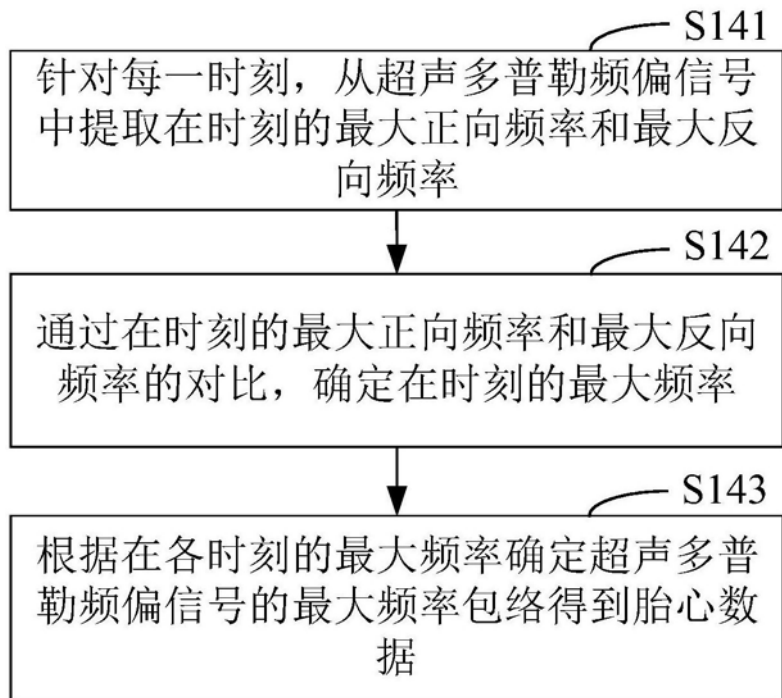 S141
针对每一时刻，从超声多普勒频偏信号
中提取在时刻的最大正向频率和最大反
向频率
S142
通过在时刻的最大正向频率和最大反向
频率的对比，确定在时刻的最大频率
S143
根据在各时刻的最大频率确定超声多普
勒频偏信号的最大频率包络得到胎心数
据